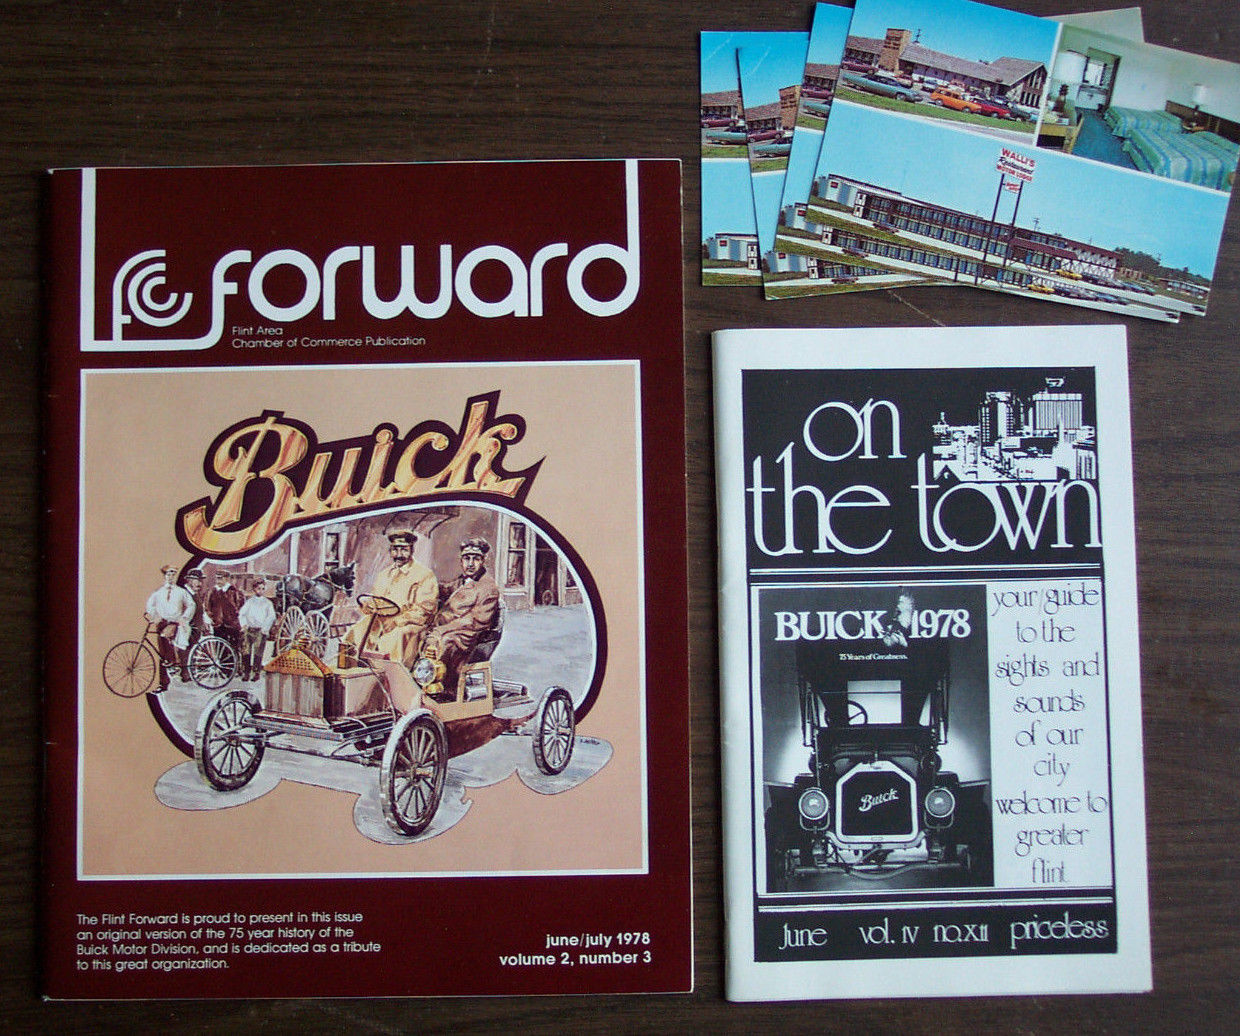 fcc forward
Flint Area
Chamber of Commerce Publication
Buick
The Flint Forward is proud to present in this issue
an original version of the 75 year history of the
Buick Motor Division, and is dedicated as a tribute
to this great organization.
june/july 1978
volume 2, number 3
WALLI'S
Restaurant
MOTOR LODGE
on
the town
BUICK 1978
75 Years of Greatness.
Buick
your guide
to the
sights and
sounds
of our
city
welcome to
greater
flint
June vol. IV no. XII priceless